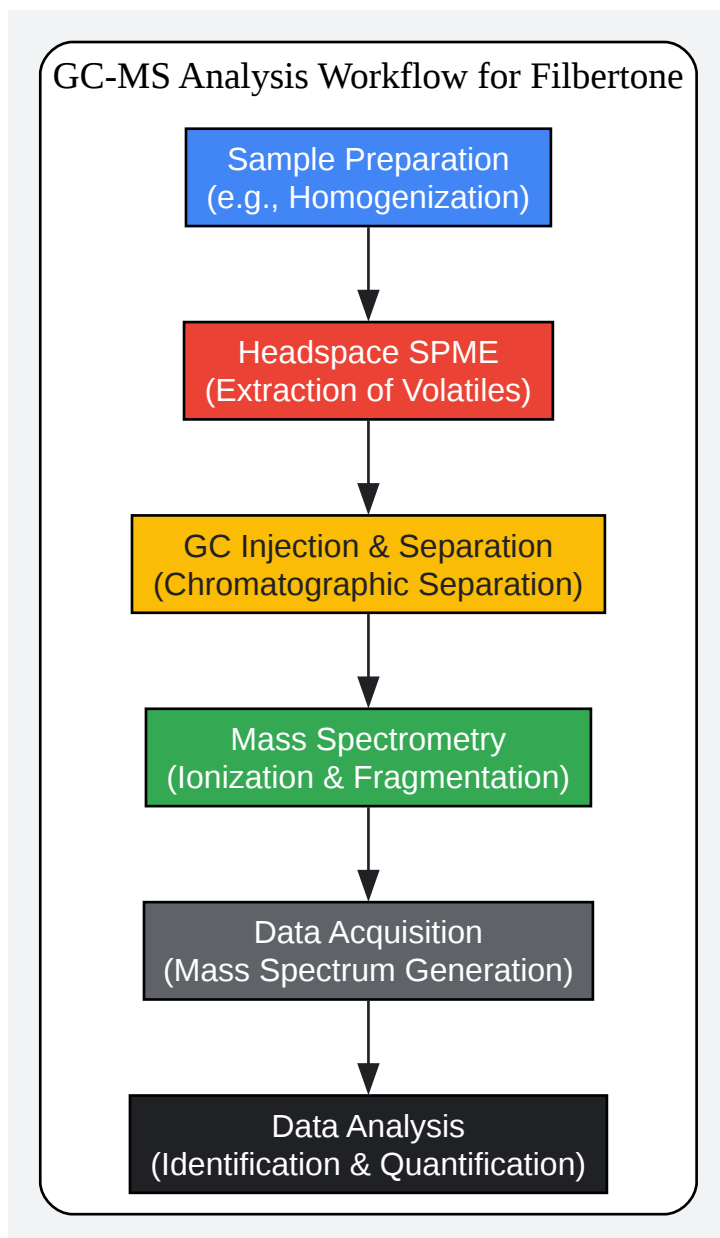 GC-MS Analysis Workflow for Filbertone
Sample Preparation
(e.g., Homogenization)
Headspace SPME
(Extraction of Volatiles)
GC Injection & Separation
(Chromatographic Separation)
Mass Spectrometry
(Ionization & Fragmentation)
Data Acquisition
(Mass Spectrum Generation)
Data Analysis
(Identification & Quantification)